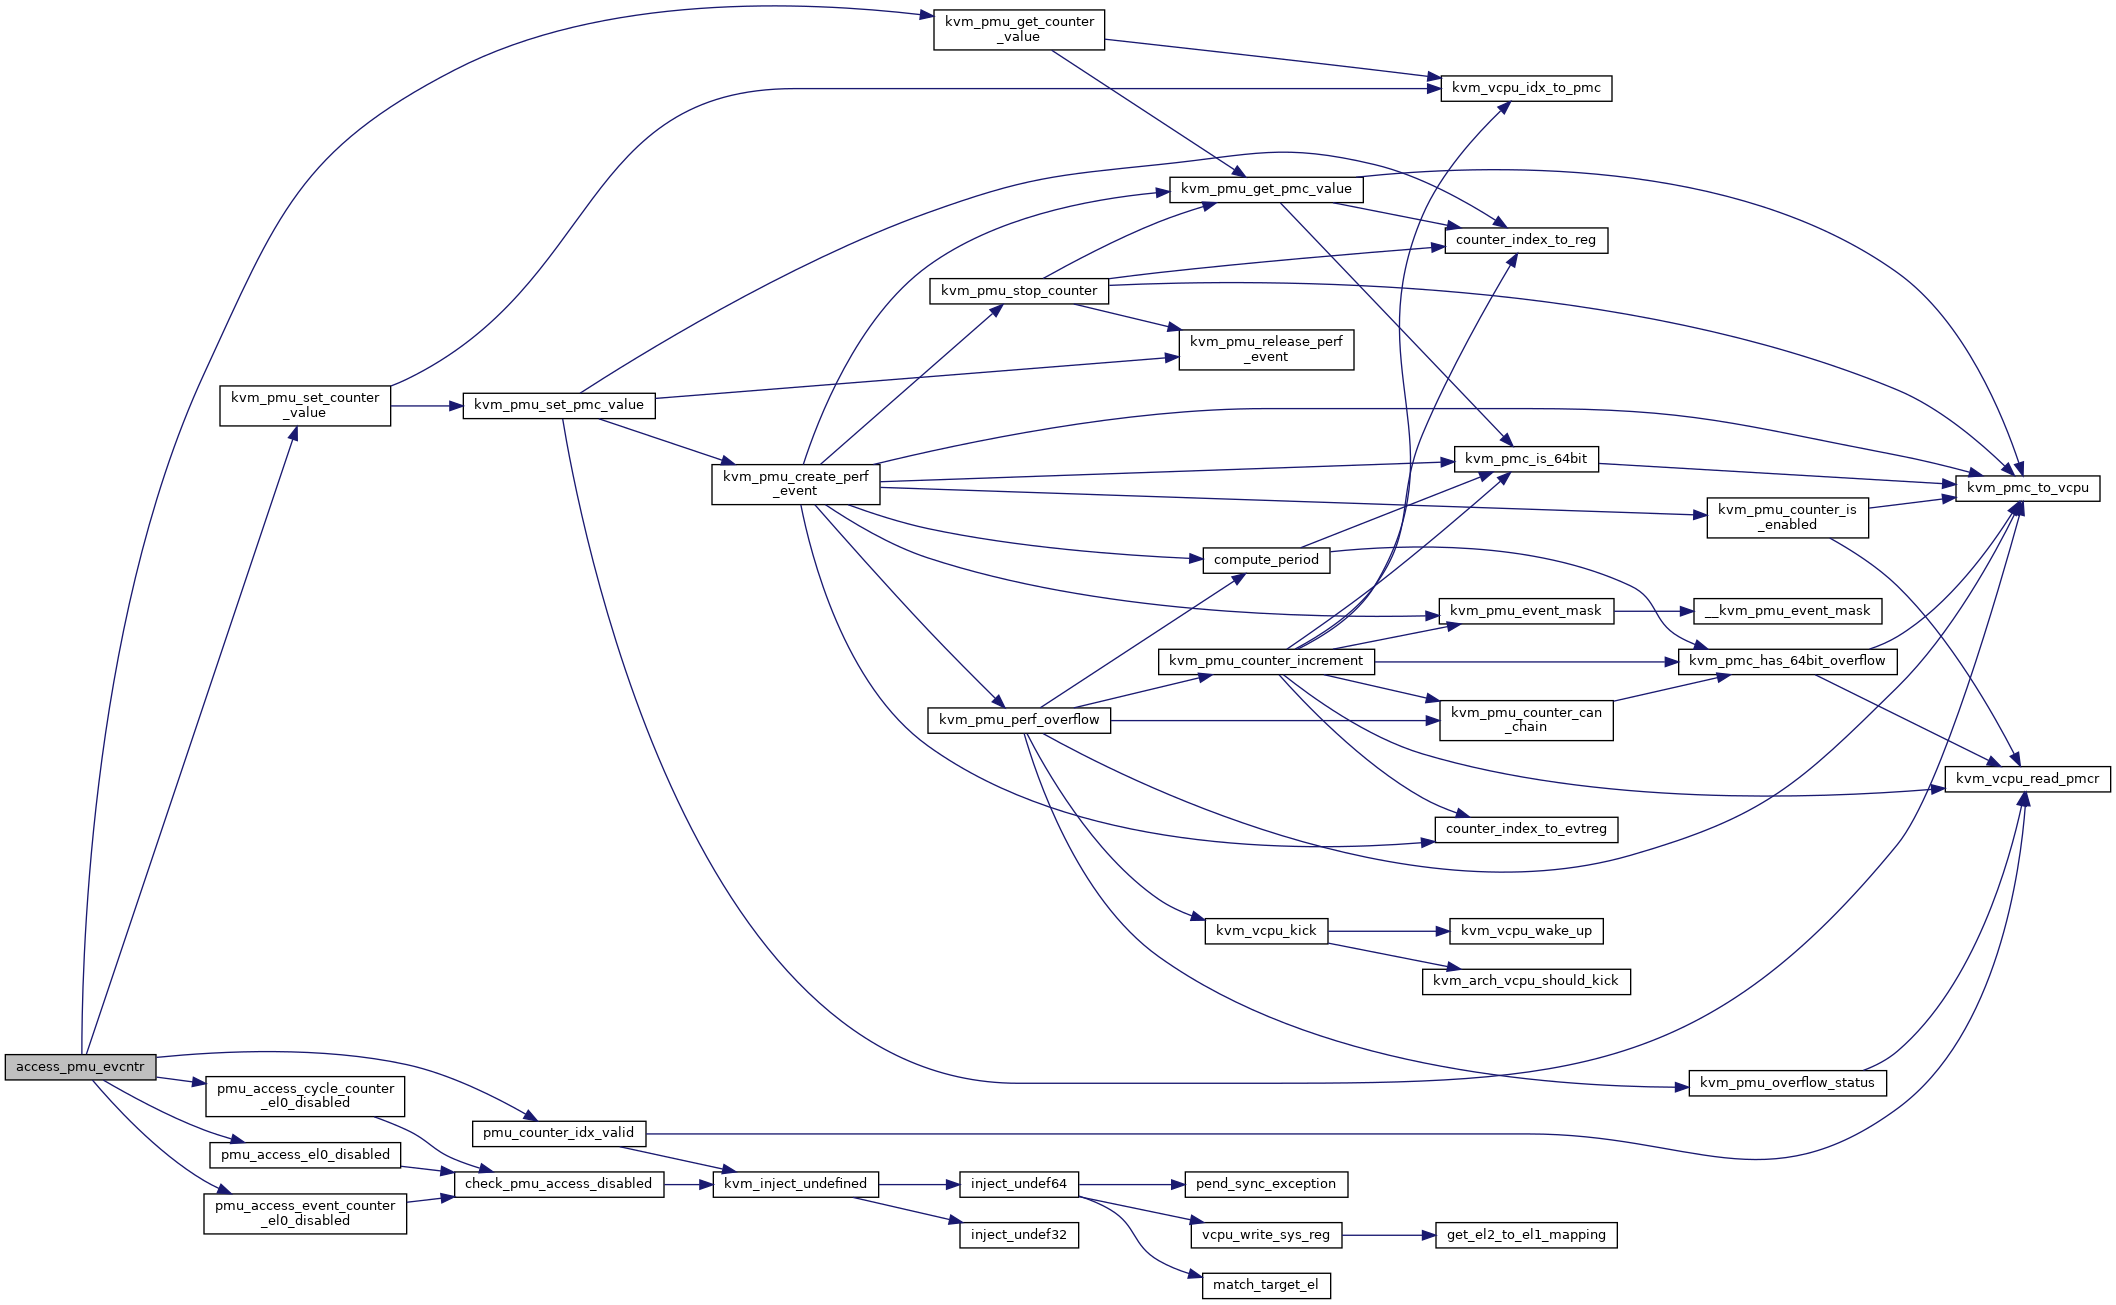 kvm_pmu_get_counter
_value
kvm_vcpu_idx_to_pmc
kvm_pmu_get_pmc_value
counter_index_to_reg
kvm_pmu_stop_counter
kvm_pmu_release_perf
_event
kvm_pmu_set_counter
_value
kvm_pmu_set_pmc_value
kvm_pmu_create_perf
_event
kvm_pmc_is_64bit
kvm_pmc_to_vcpu
kvm_pmu_counter_is
_enabled
compute_period
kvm_pmu_event_mask
__kvm_pmu_event_mask
kvm_pmu_counter_increment
kvm_pmc_has_64bit_overflow
kvm_pmu_perf_overflow
kvm_pmu_counter_can
_chain
kvm_vcpu_read_pmcr
counter_index_to_evtreg
kvm_vcpu_kick
kvm_vcpu_wake_up
kvm_arch_vcpu_should_kick
access_pmu_evcntr
pmu_access_cycle_counter
_el0_disabled
kvm_pmu_overflow_status
pmu_counter_idx_valid
pmu_access_el0_disabled
check_pmu_access_disabled
kvm_inject_undefined
inject_undef64
pend_sync_exception
pmu_access_event_counter
_el0_disabled
inject_undef32
vcpu_write_sys_reg
get_el2_to_el1_mapping
match_target_el